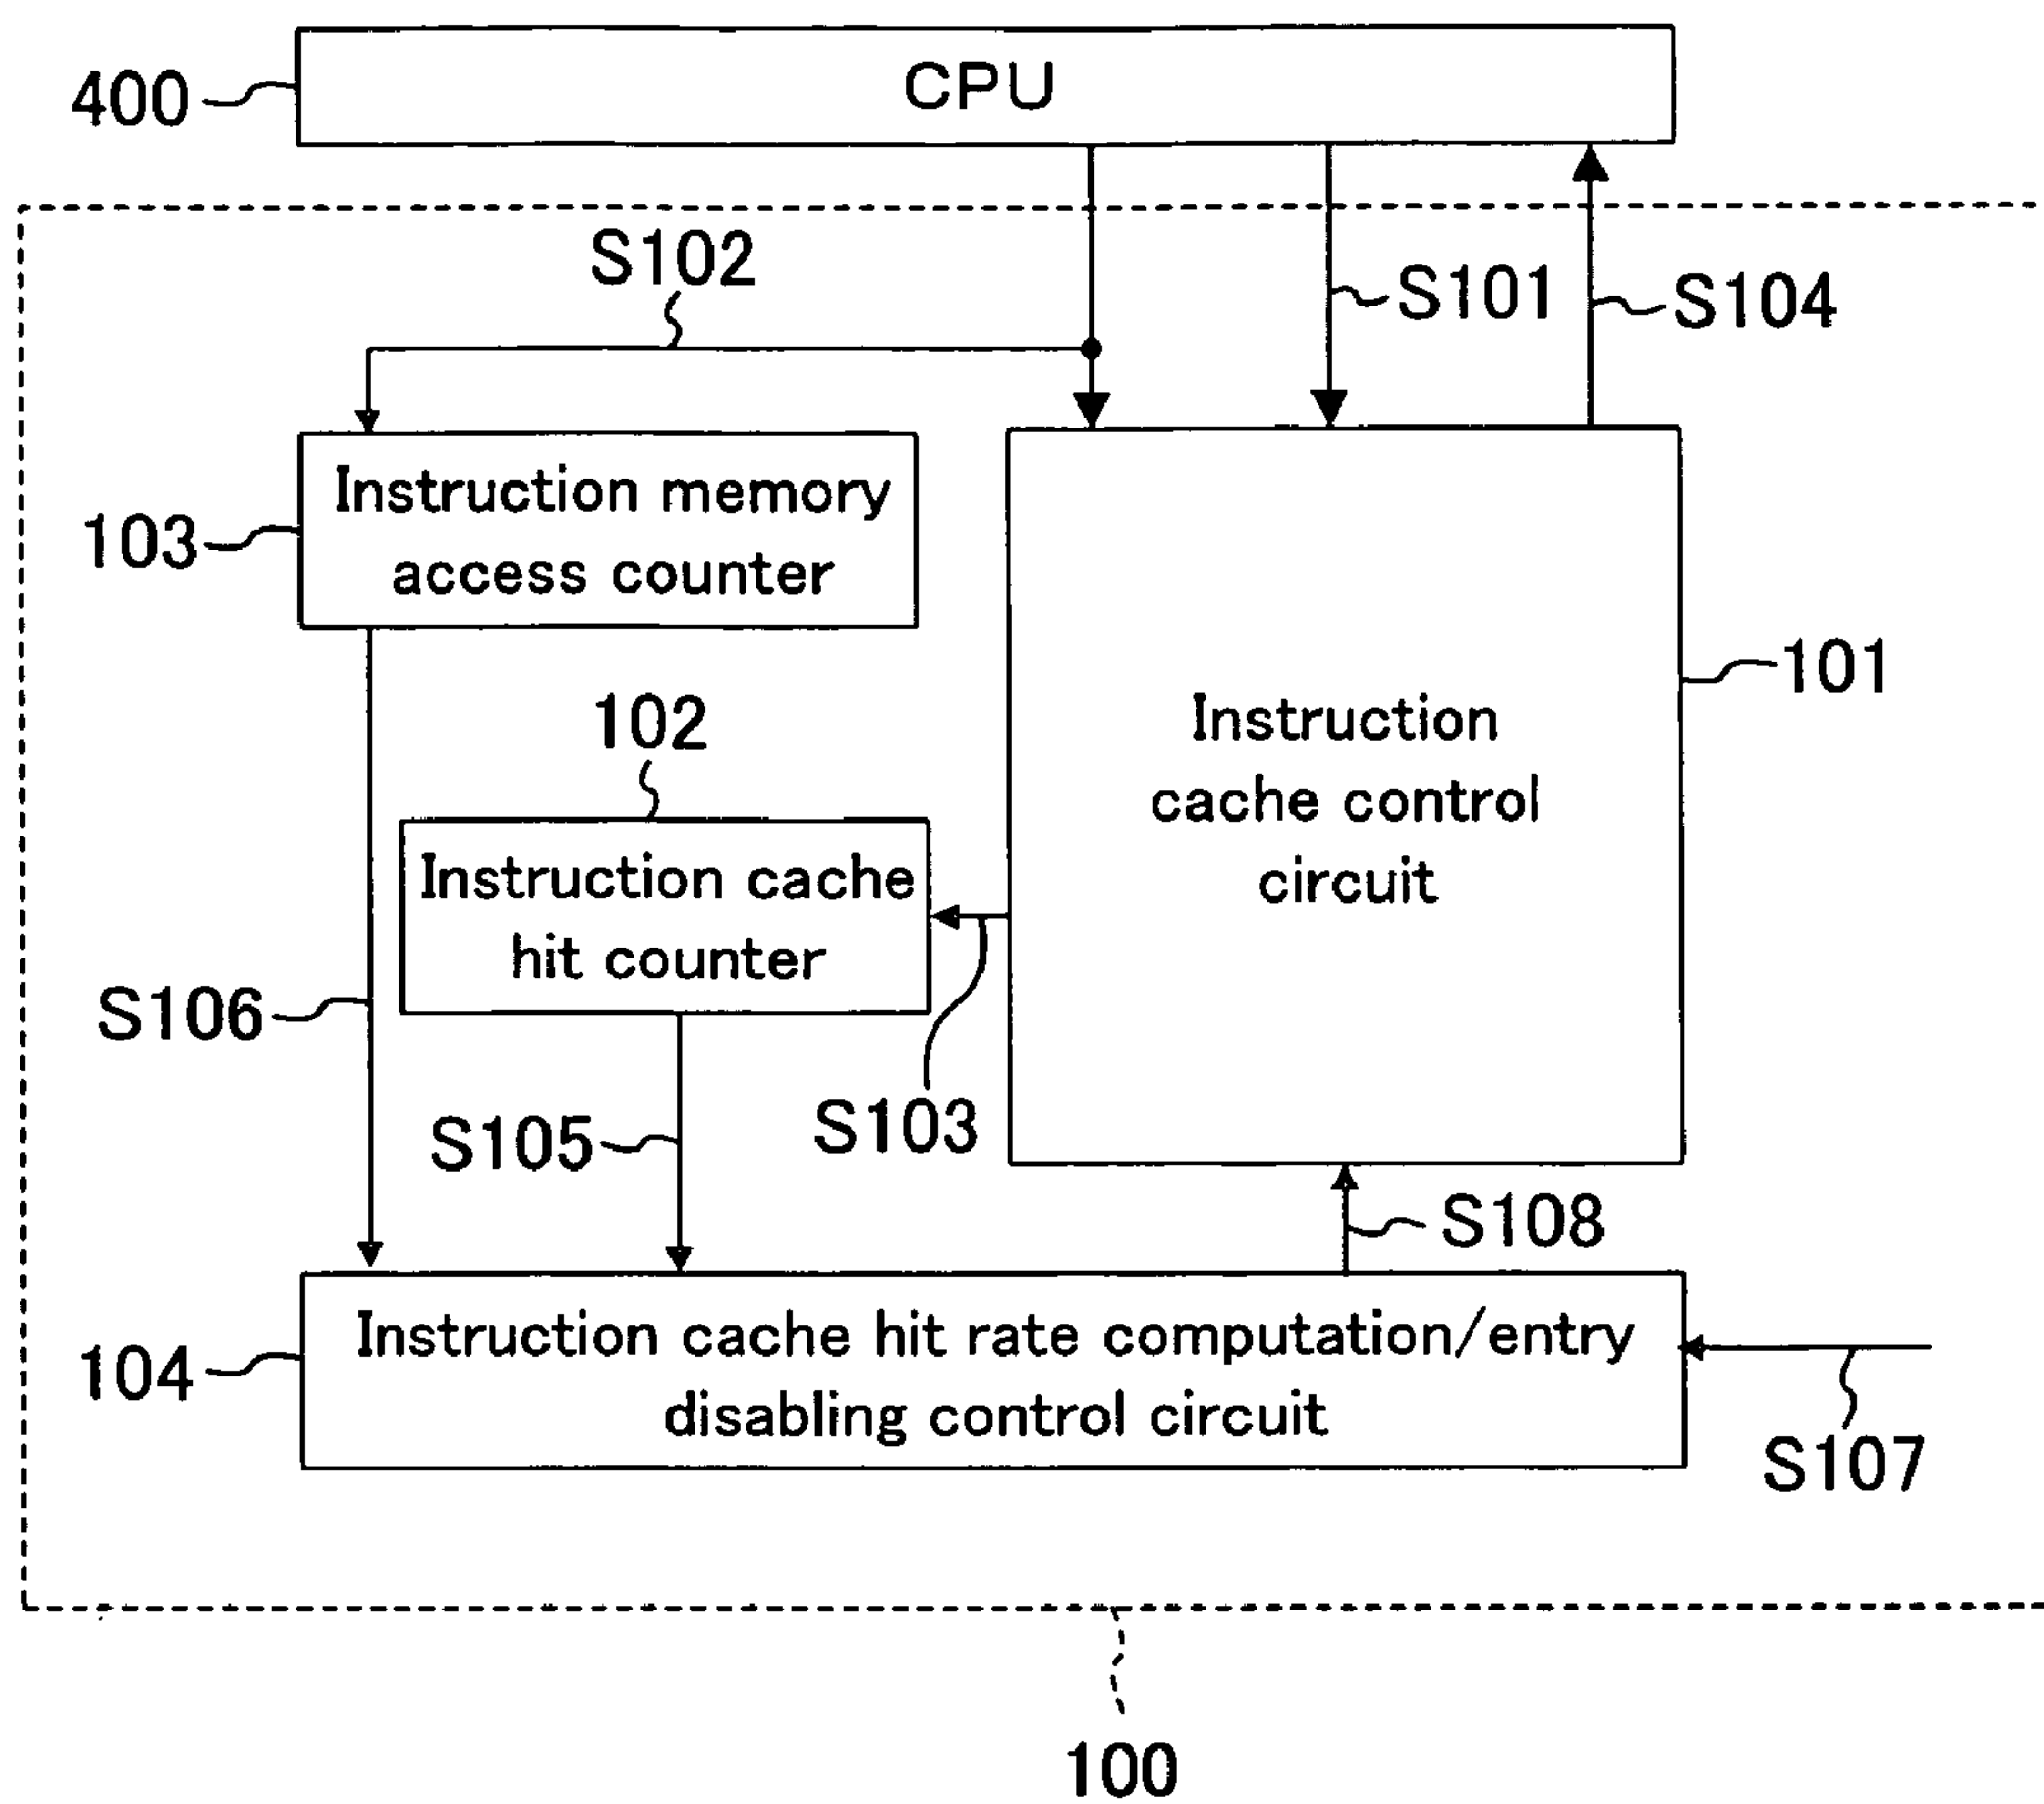 400
CPU
S102
S101
S104
103
Instruction memory
access counter
101
102
Instruction
cache control
circuit
Instruction cache
hit counter
S106
S105
S103
S108
104
Instruction cache hit rate computation/entry
disabling control circuit
S107
100